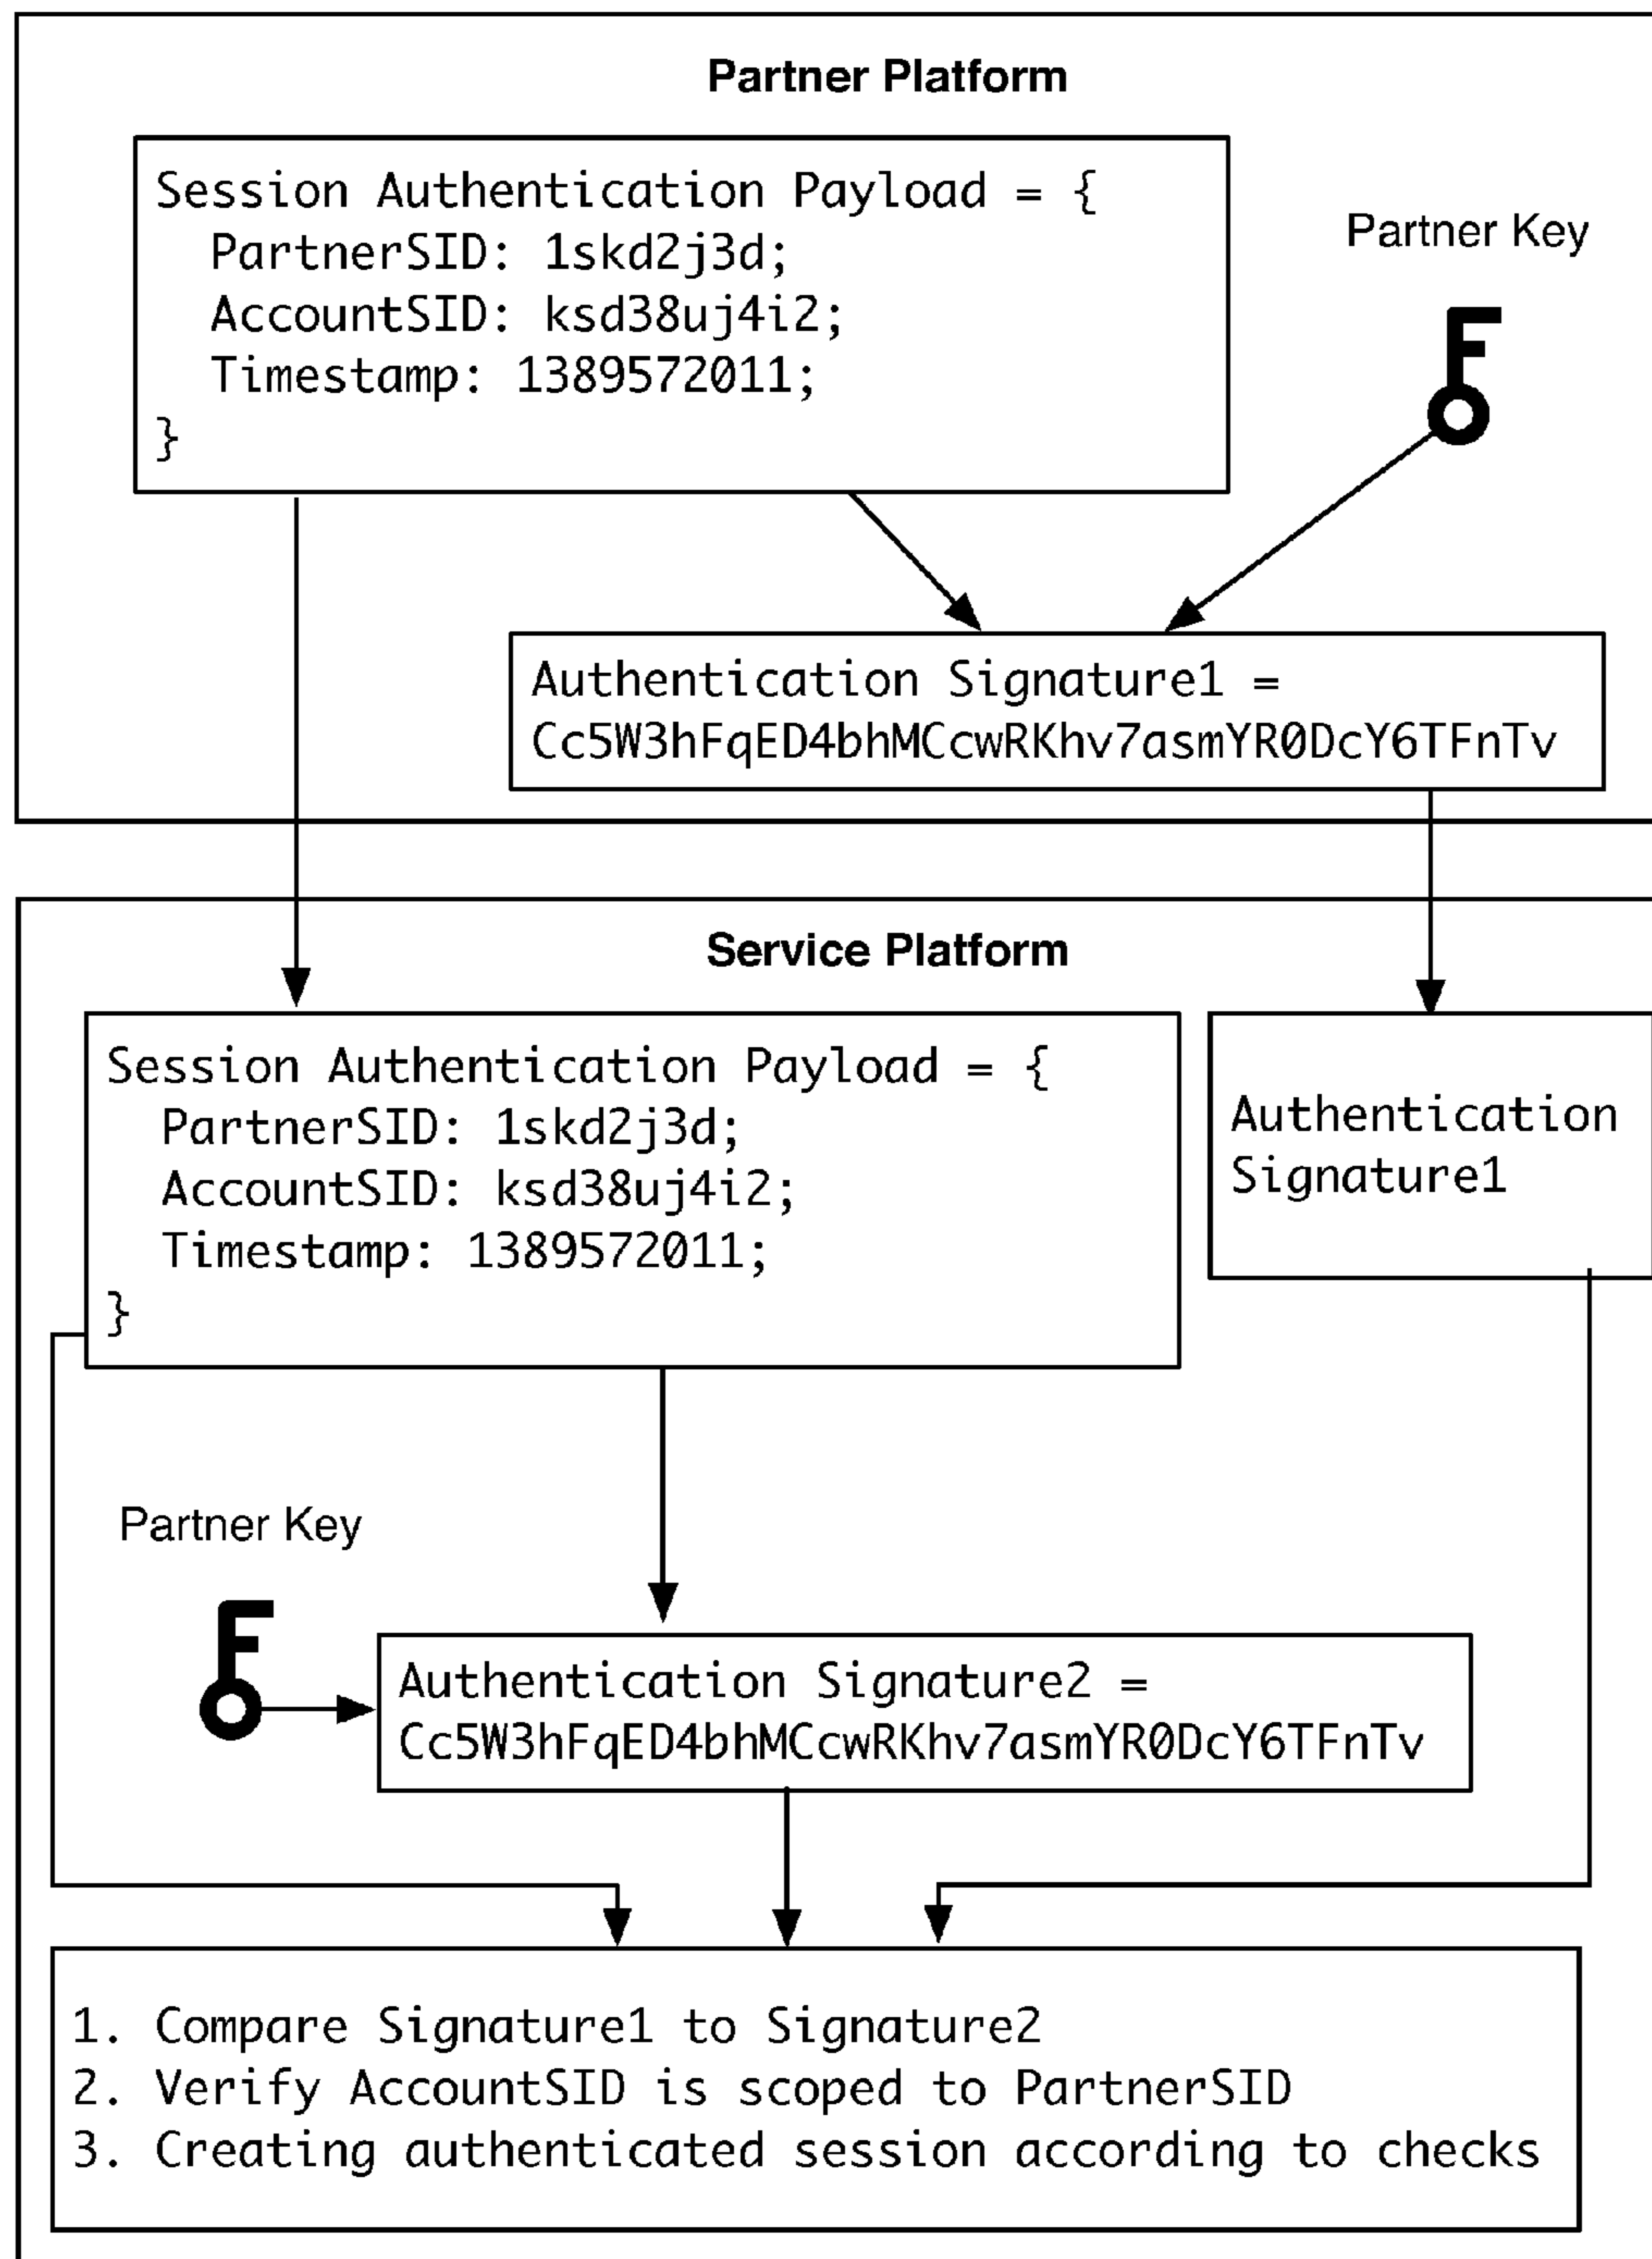 Partner Platform
Session Authentication Payload = {
PartnerSID: 1skd2j3d;
AccountSID: ksd38uj4i2;
Timestamp: 1389572011;
}
Partner Key
Authentication Signature1 =
Cc5W3hFqED4bhMCcwRKhv7asmYR0DcY6TFnTv
Service Platform
Session Authentication Payload = {
PartnerSID: 1skd2j3d;
AccountSID: ksd38uj4i2;
Timestamp: 1389572011;
}
Authentication
Signature1
Partner Key
Authentication Signature2 =
Cc5W3hFqED4bhMCcwRKhv7asmYR0DcY6TFnTv
1. Compare Signature1 to Signature2
2. Verify AccountSID is scoped to PartnerSID
3. Creating authenticated session according to checks